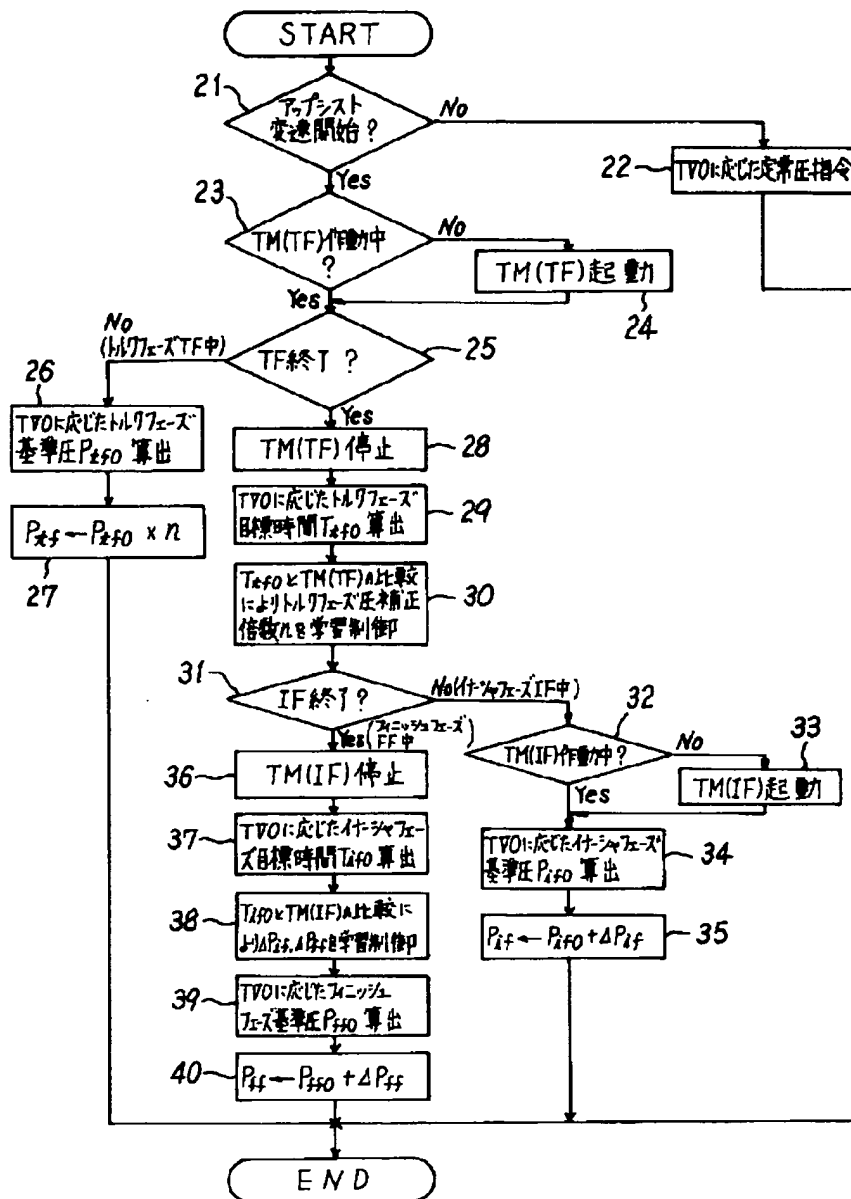 START
21
アップシスト
変速開始?
No
22
TVOに応じた定常圧指令
Yes
23
TM(TF)作動中
?
No
TM(TF)起動
24
Yes
No
(トルクフェーズTF中)
TF終了?
25
26
TVOに応じたトルクフェーズ
基準圧Ptfo 算出
Yes
TM(TF)停止
28
Ptf←Ptfo × n
27
TVOに応じたトルクフェーズ
目標時間Ttfo 算出
29
TtfoとTM(TF)の比較
によりトルクフェーズ圧補正
倍数nを学習制御
30
31
IF終了?
No(イナーシャフェーズIF中)
32
TM(IF)作動中?
No
33
TM(IF)起動
Yes(フィニッシュフェーズ
FF中)
36
TM(IF)停止
Yes
37
TVOに応じたイナーシャフェー
ズ目標時間Tifo 算出
TVOに応じたイナーシャフェーズ
基準圧Pifo 算出
34
38
TifoとTM(IF)の比較に
よりΔPif,ΔPffを学習制御
Pif←Pifo+ΔPif
35
39
TVOに応じたフィニッシュ
フェーズ基準圧Pffo 算出
40
Pff←Pffo+ΔPff
END